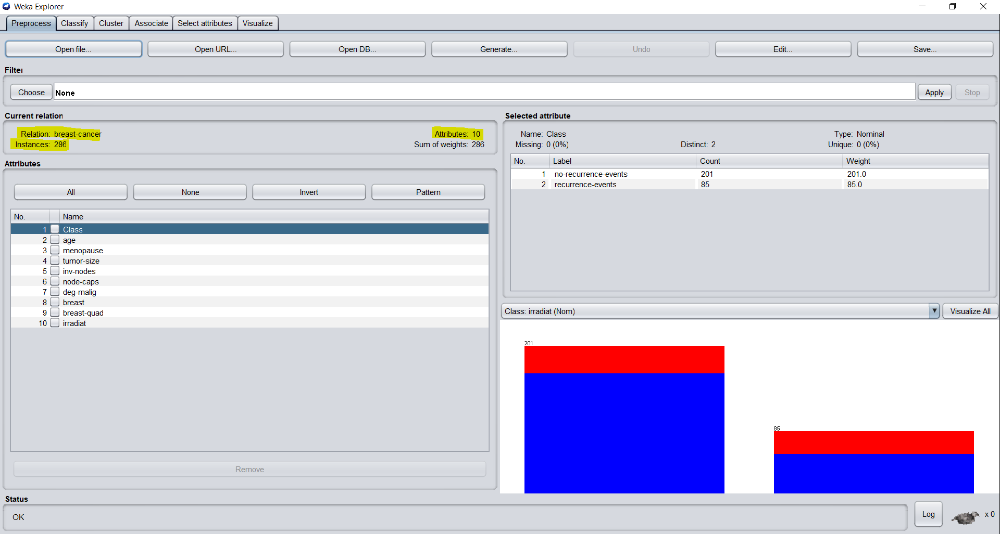 Weka Explorer
Preprocess Classify Cluster Associate Select attributes Visualize
Open file... Open URL... Open DB... Generate... Undo Edit... Save...
Filter
Choose None Apply Stop
Current relation
Relation: breast-cancer Attributes: 10
Instances: 286 Sum of weights: 286
Attributes
All None Invert Pattern
No. Name
1 Class
2 age
3 menopause
4 tumor-size
5 inv-nodes
6 node-caps
7 deg-malig
8 breast
9 breast-quad
10 irradiat
Remove
Selected attribute
Name: Class Type: Nominal
Missing: 0 (0%) Distinct: 2 Unique: 0 (0%)
No. Label Count Weight
1 no-recurrence-events 201 201.0
2 recurrence-events 85 85.0
Class: irradiat (Nom) Visualize All
201
85
Status
OK
Log x 0